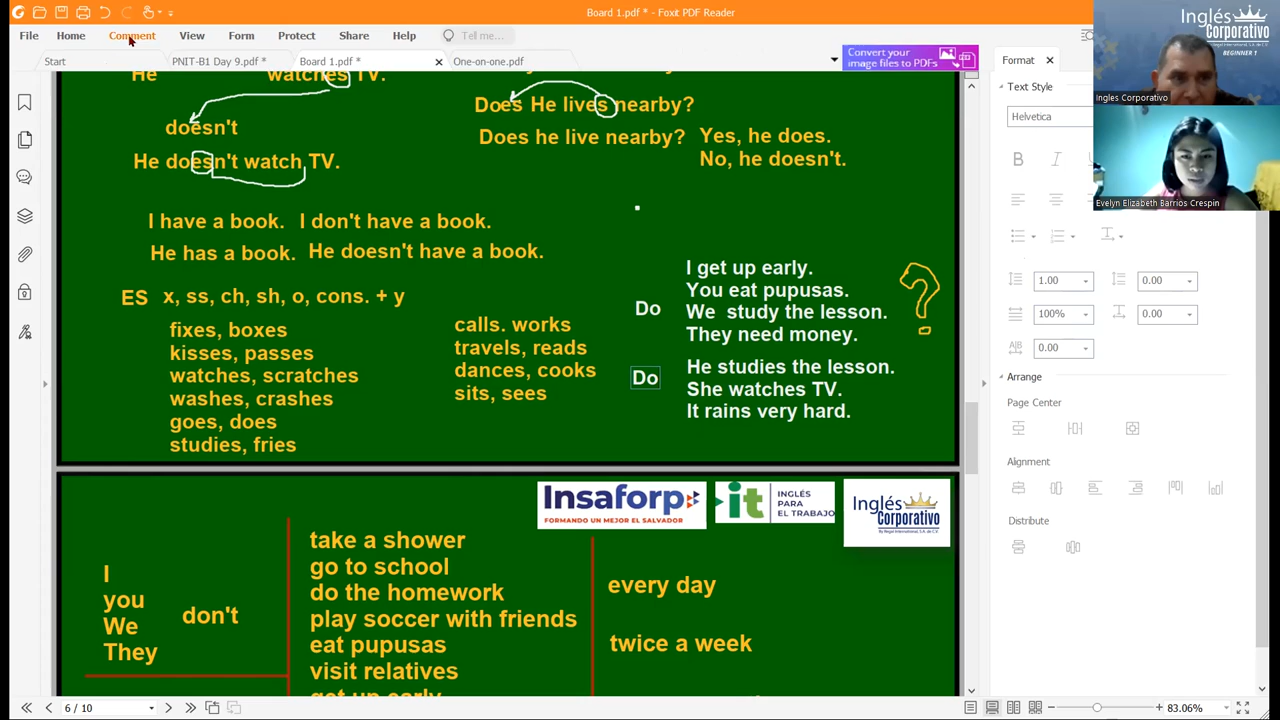 Board 1.pdf * - Foxit PDF Reader
File Home Comment View Form Protect Share Help Tell me...
Start PNIT-B1 Day 9.pdf * Board 1.pdf * One-on-one.pdf
Convert your image files to PDFs
Inglés Corporativo
BEGINNER 1
Ingles Corporativo
Evelyn Elizabeth Barrios Crespin
Format
Text Style
Helvetica
B I
1.00 0.00
100% 0.00
0.00
Arrange
Page Center
Alignment
Distribute
He watches TV.
doesn't
He doesn't watch TV.
Does He lives nearby?
Does he live nearby? Yes, he does.
No, he doesn't.
I have a book. I don't have a book.
He has a book. He doesn't have a book.
ES x, ss, ch, sh, o, cons. + y
fixes, boxes
kisses, passes
watches, scratches
washes, crashes
goes, does
studies, fries
calls. works
travels, reads
dances, cooks
sits, sees
Do
I get up early.
You eat pupusas.
We study the lesson.
They need money.
?
Do
He studies the lesson.
She watches TV.
It rains very hard.
Insaforp
FORMANDO UN MEJOR EL SALVADOR
it INGLÉS PARA EL TRABAJO
Inglés Corporativo
I
you
We
They
don't
take a shower
go to school
do the homework
play soccer with friends
eat pupusas
visit relatives
get up early
every day
twice a week
6 / 10
83.06%